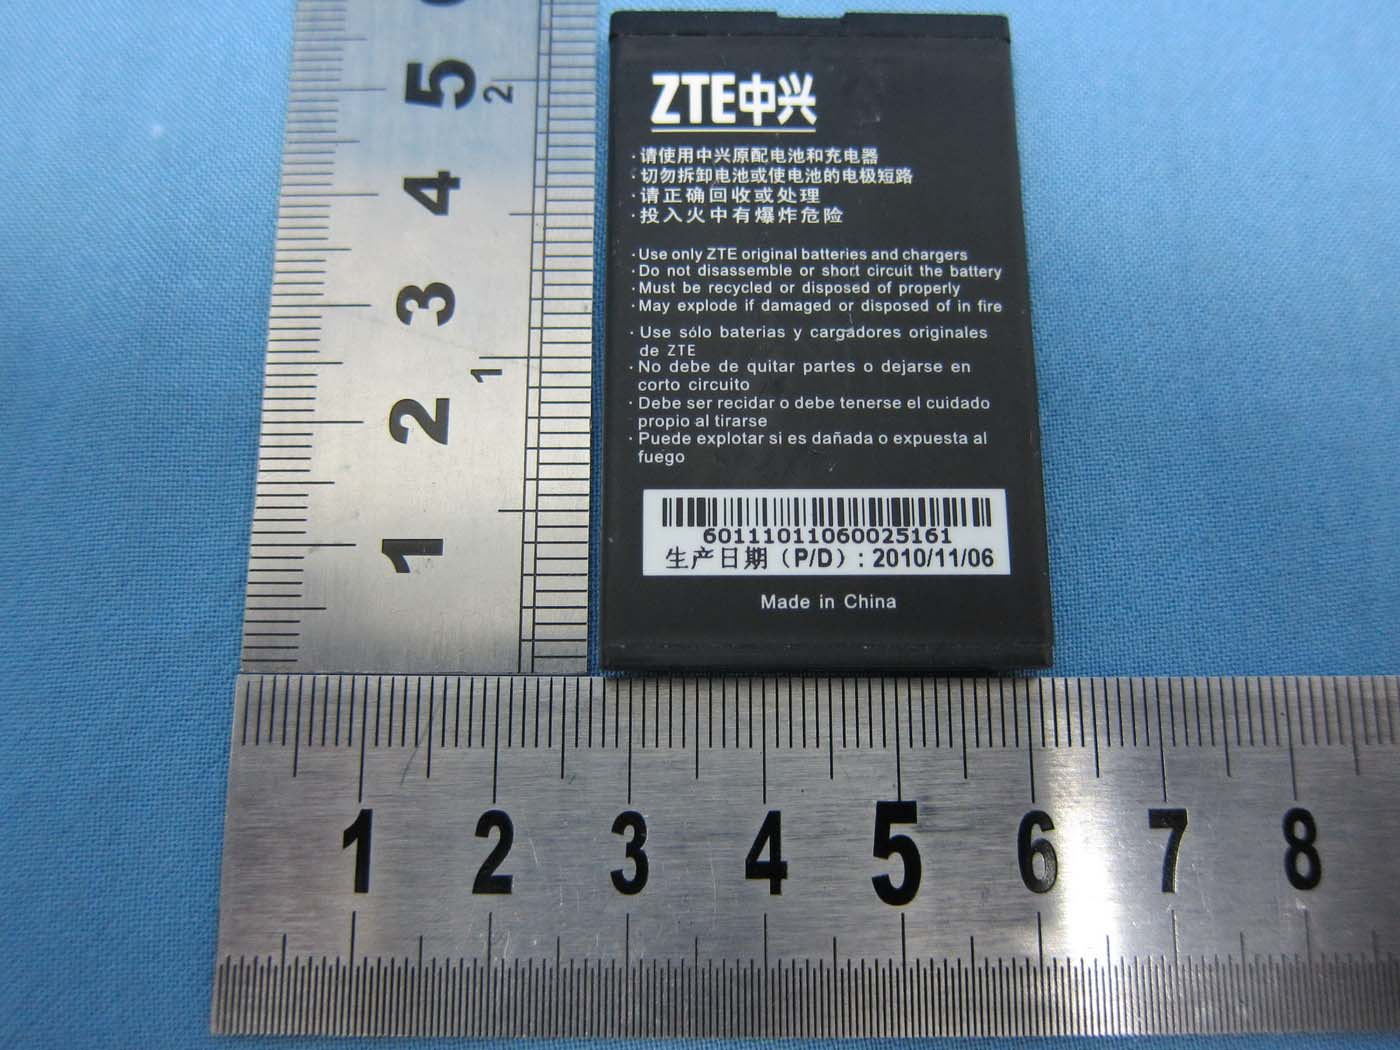 ZTE中兴
·请使用中兴原配电池和充电器
·切勿拆卸电池或使电池的电极短路
·请正确回收或处理
·投入火中有爆炸危险
·Use only ZTE original batteries and chargers
·Do not disassemble or short circuit the battery
·Must be recycled or disposed of properly
·May explode if damaged or disposed of in fire
·Use sólo baterias y cargadores originales
de ZTE
·No debe de quitar partes o dejarse en
corto circuito
·Debe ser recidar o debe tenerse el cuidado
propio al tirarse
·Puede explotar si es dañada o expuesta al
fuego
60111011060025161
生产日期（P/D）: 2010/11/06
Made in China
5
2
4
3
1
2
1
1 2 3 4 5 6 7 8